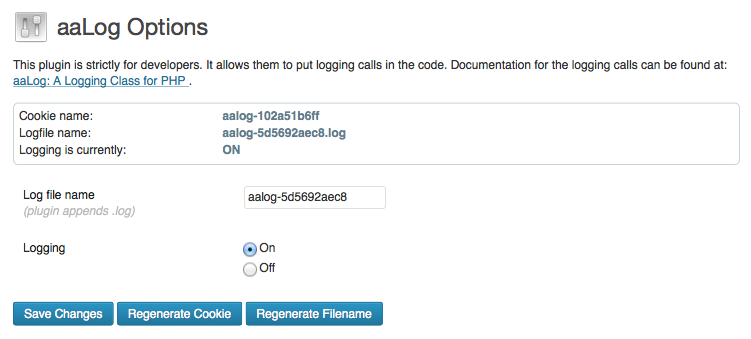 aaLog Options
This plugin is strictly for developers. It allows them to put logging calls in the code. Documentation for the logging calls can be found at:
aaLog: A Logging Class for PHP .
Cookie name: aalog-102a51b6ff
Logfile name: aalog-5d5692aec8.log
Logging is currently: ON
Log file name aalog-5d5692aec8
(plugin appends .log)
Logging On
Off
Save Changes Regenerate Cookie Regenerate Filename